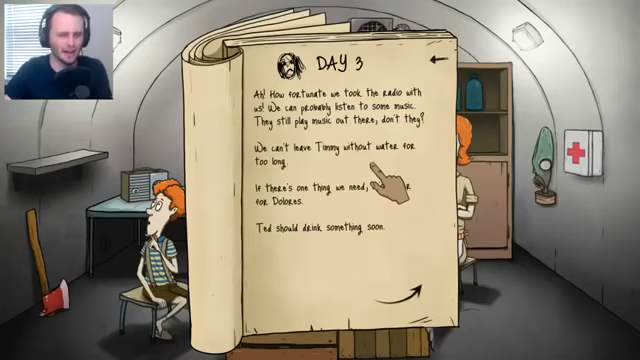 DAY 3
Ah! How fortunate we took the radio with
us! We can probably listen to some music.
They still play music out there, don't they?
We can't leave Timmy without water for
too long.
If there's one thing we need,
for Dolores.
Ted should drink something soon.